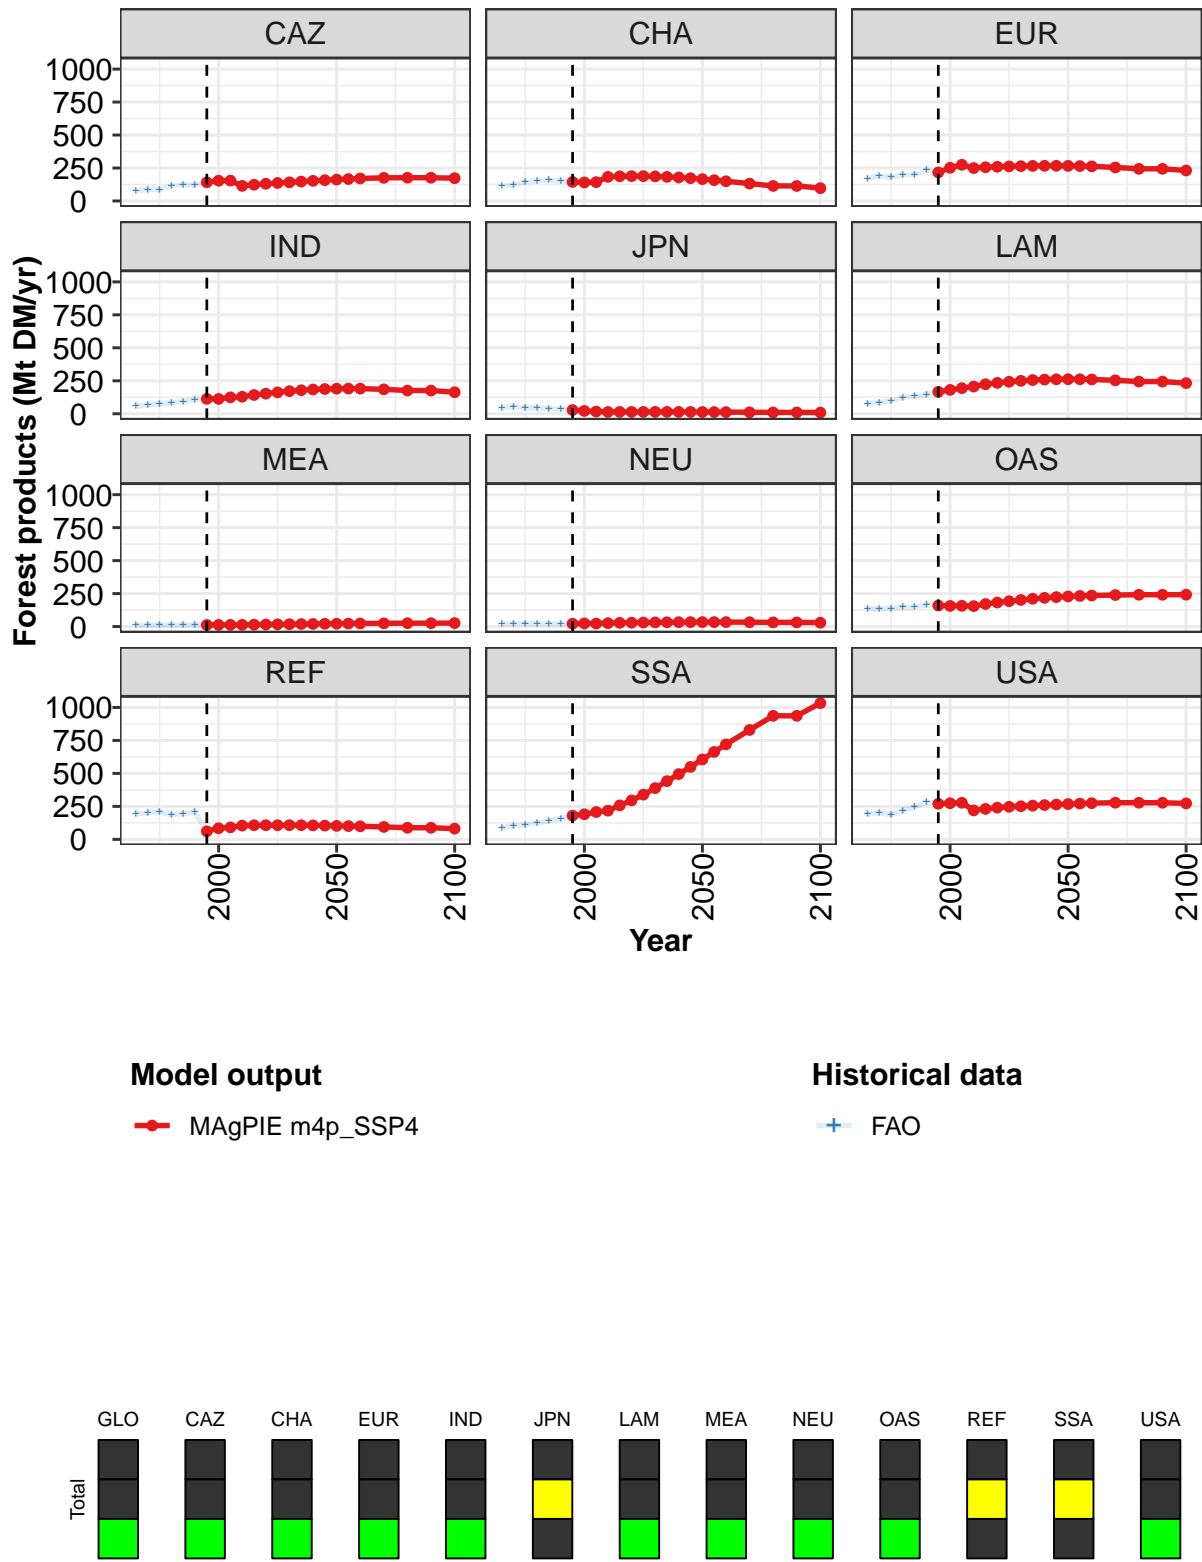 CAZ CHA EUR
1000
750
500
250
0
IND JPN LAM
1000
750
500
250
0
MEA NEU OAS
1000
750
500
250
0
REF SSA USA
1000
750
500
250
0
Forest products (Mt DM/yr)
2000 2050 2100 2000 2050 2100 2000 2050 2100
Year
Model output Historical data
MAgPIE m4p_SSP4 FAO
GLO CAZ CHA EUR IND JPN LAM MEA NEU OAS REF SSA USA
Total